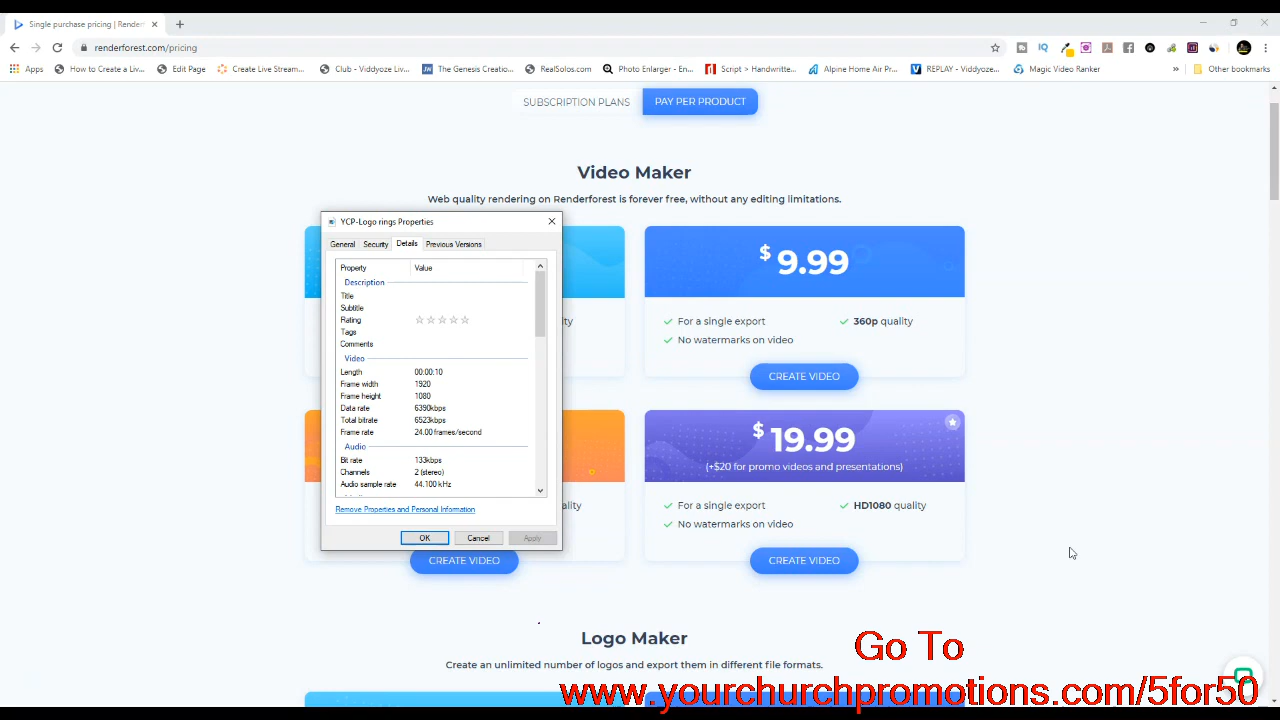 Single purchase pricing | Renderf
renderforest.com/pricing
Apps
How to Create a Liv...
Edit Page
Create Live Stream...
Club - Viddyoze Liv...
The Genesis Creatio...
RealSolos.com
Photo Enlarger - En...
Script > Handwritte...
Alpine Home Air Pr...
REPLAY - Viddyoze...
Magic Video Ranker
»
Other bookmarks
SUBSCRIPTION PLANS
PAY PER PRODUCT
Video Maker
Web quality rendering on Renderforest is forever free, without any editing limitations.
YCP-Logo rings Properties
General
Security
Details
Previous Versions
Property
Value
Description
Title
Subtitle
Rating
Tags
Comments
Video
Length
00:00:10
Frame width
1920
Frame height
1080
Data rate
6390kbps
Total bitrate
6523kbps
Frame rate
24.00 frames/second
Audio
Bit rate
133kbps
Channels
2 (stereo)
Audio sample rate
44.100 kHz
Remove Properties and Personal Information
OK
Cancel
Apply
$ 9.99
For a single export
360p quality
No watermarks on video
CREATE VIDEO
$ 19.99
(+$20 for promo videos and presentations)
For a single export
HD1080 quality
No watermarks on video
CREATE VIDEO
CREATE VIDEO
Logo Maker
Create an unlimited number of logos and export them in different file formats.
Go To
www.yourchurchpromotions.com/5for50